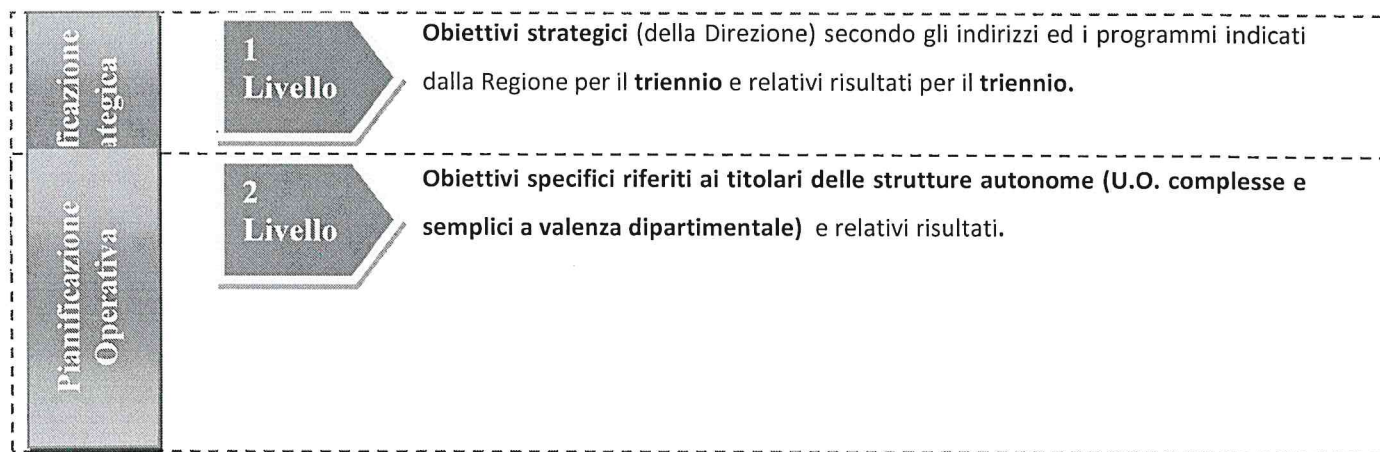 ficazione
ategica
1
Livello
Obiettivi strategici (della Direzione) secondo gli indirizzi ed i programmi indicati
dalla Regione per il triennio e relativi risultati per il triennio.
Pianificazione
Operativa
2
Livello
Obiettivi specifici riferiti ai titolari delle strutture autonome (U.O. complesse e
semplici a valenza dipartimentale) e relativi risultati.